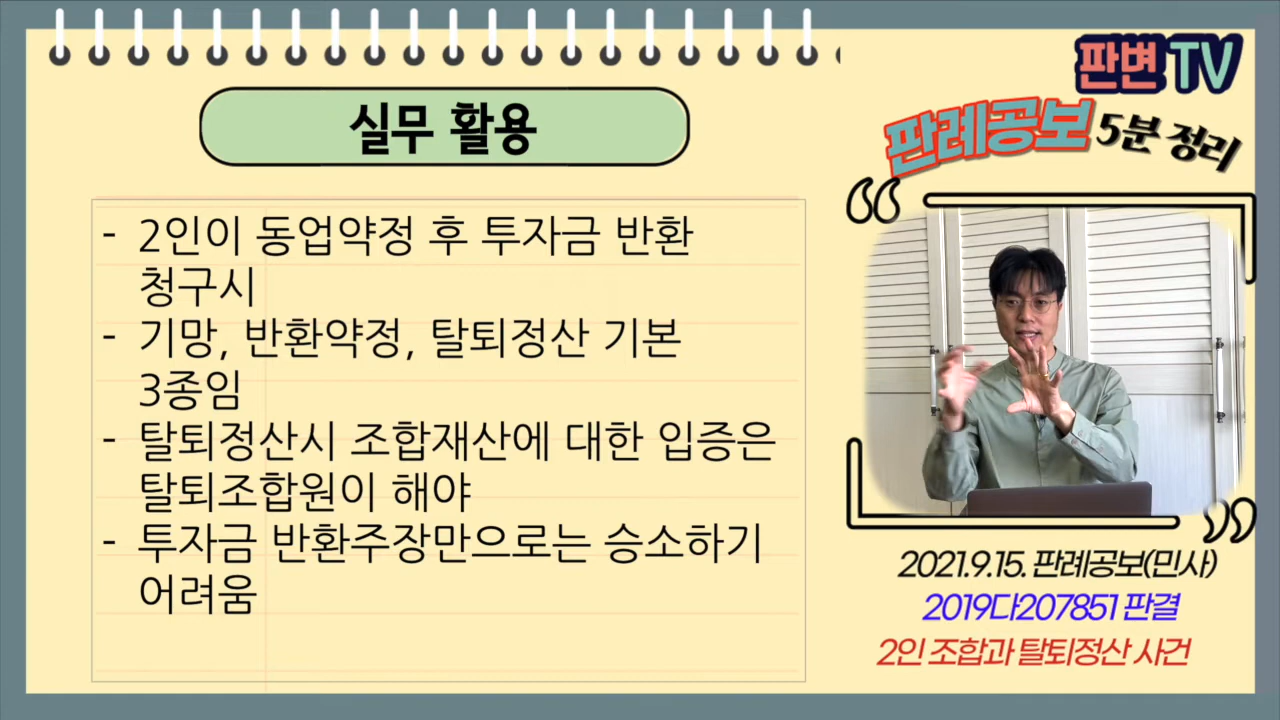 판변TV
판례공보 5분 정리
실무 활용
- 2인이 동업약정 후 투자금 반환
청구시
- 기망, 반환약정, 탈퇴정산 기본
3종임
- 탈퇴정산시 조합재산에 대한 입증은
탈퇴조합원이 해야
- 투자금 반환주장만으로는 승소하기
어려움
2021.9.15. 판례공보(민사)
2019다207851 판결
2인 조합과 탈퇴정산 사건